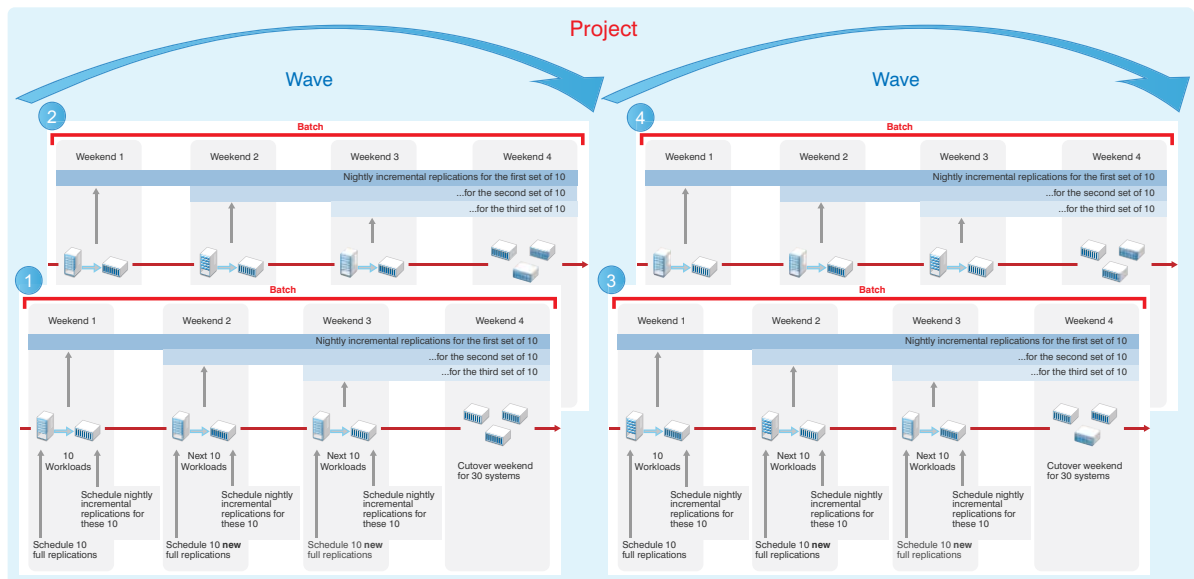 Project
Wave
Wave
2
Batch
Weekend 1
Weekend 2
Weekend 3
Weekend 4
Nightly incremental replications for the first set of 10
...for the second set of 10
...for the third set of 10
4
Batch
Weekend 1
Weekend 2
Weekend 3
Weekend 4
Nightly incremental replications for the first set of 10
...for the second set of 10
...for the third set of 10
1
Batch
Weekend 1
Weekend 2
Weekend 3
Weekend 4
Nightly incremental replications for the first set of 10
...for the second set of 10
...for the third set of 10
10
Workloads
Next 10
Workloads
Next 10
Workloads
Cutover weekend
for 30 systems
Schedule nightly
incremental
replications for
these 10
Schedule nightly
incremental
replications for
these 10
Schedule nightly
incremental
replications for
these 10
Schedule 10
full replications
Schedule 10 new
full replications
Schedule 10 new
full replications
3
Batch
Weekend 1
Weekend 2
Weekend 3
Weekend 4
Nightly incremental replications for the first set of 10
...for the second set of 10
...for the third set of 10
10
Workloads
Next 10
Workloads
Next 10
Workloads
Cutover weekend
for 30 systems
Schedule nightly
incremental
replications for
these 10
Schedule nightly
incremental
replications for
these 10
Schedule nightly
incremental
replications for
these 10
Schedule 10
full replications
Schedule 10 new
full replications
Schedule 10 new
full replications